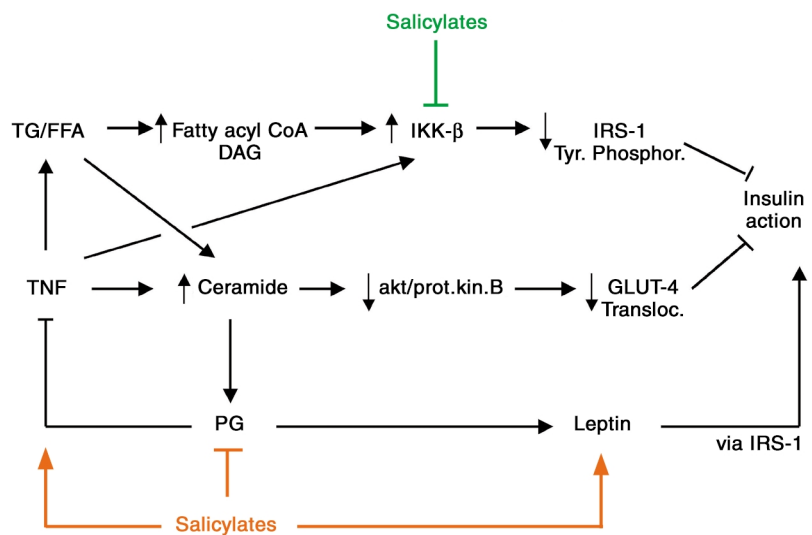 Salicylates
TG/FFA
Fatty acyl CoA
DAG
IKK-β
IRS-1
Tyr. Phosphor.
Insulin
action
TNF
Ceramide
akt/prot.kin.B
GLUT-4
Transloc.
PG
Leptin
via IRS-1
Salicylates